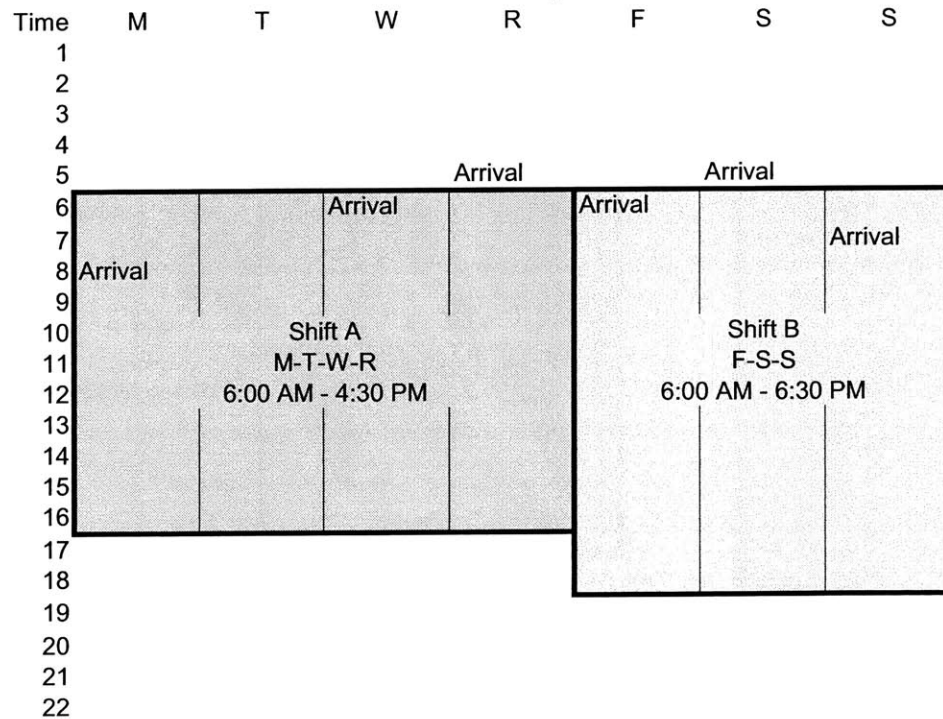 Time M T W R F S S
1
2
3
4
5 Arrival Arrival
6 Arrival Arrival
7 Arrival
8 Arrival
9
10 Shift A Shift B
11 M-T-W-R F-S-S
12 6:00 AM - 4:30 PM 6:00 AM - 6:30 PM
13
14
15
16
17
18
19
20
21
22